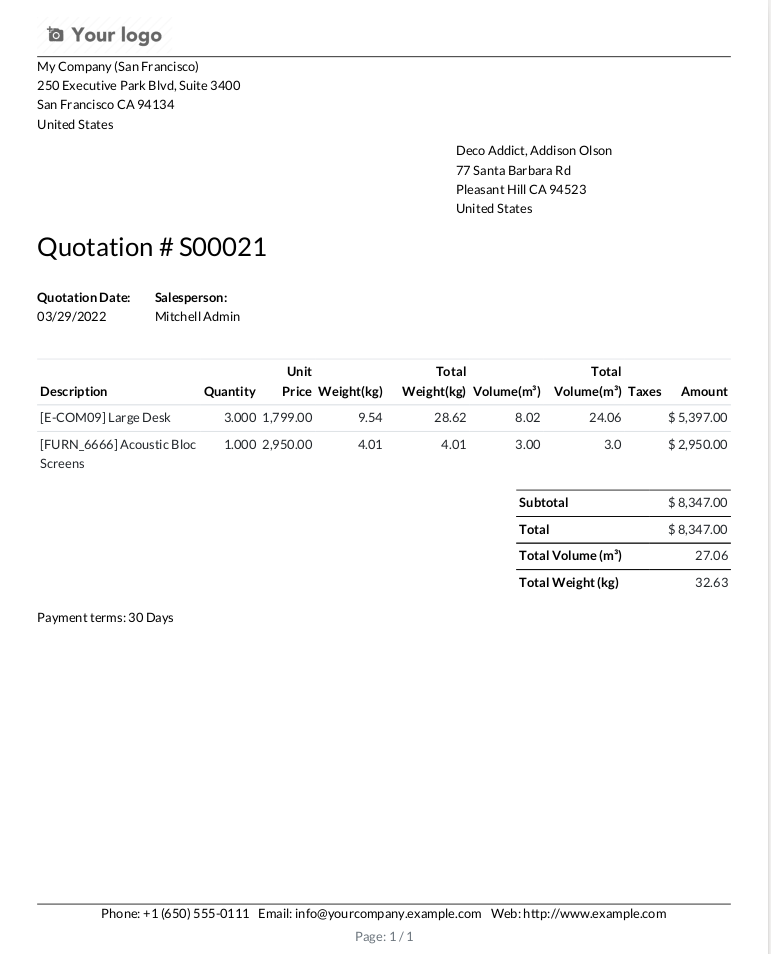 Your logo
My Company (San Francisco)
250 Executive Park Blvd, Suite 3400
San Francisco CA 94134
United States
Deco Addict, Addison Olson
77 Santa Barbara Rd
Pleasant Hill CA 94523
United States
Quotation # S00021
Quotation Date: Salesperson:
03/29/2022 Mitchell Admin
Unit Total Total
Description Quantity Price Weight(kg) Weight(kg) Volume(m³) Volume(m³) Taxes Amount
[E-COM09] Large Desk 3.000 1,799.00 9.54 28.62 8.02 24.06 $ 5,397.00
[FURN_6666] Acoustic Bloc 1.000 2,950.00 4.01 4.01 3.00 3.0 $ 2,950.00
Screens
Subtotal $ 8,347.00
Total $ 8,347.00
Total Volume (m³) 27.06
Total Weight (kg) 32.63
Payment terms: 30 Days
Phone: +1 (650) 555-0111 Email: info@yourcompany.example.com Web: http://www.example.com
Page: 1 / 1